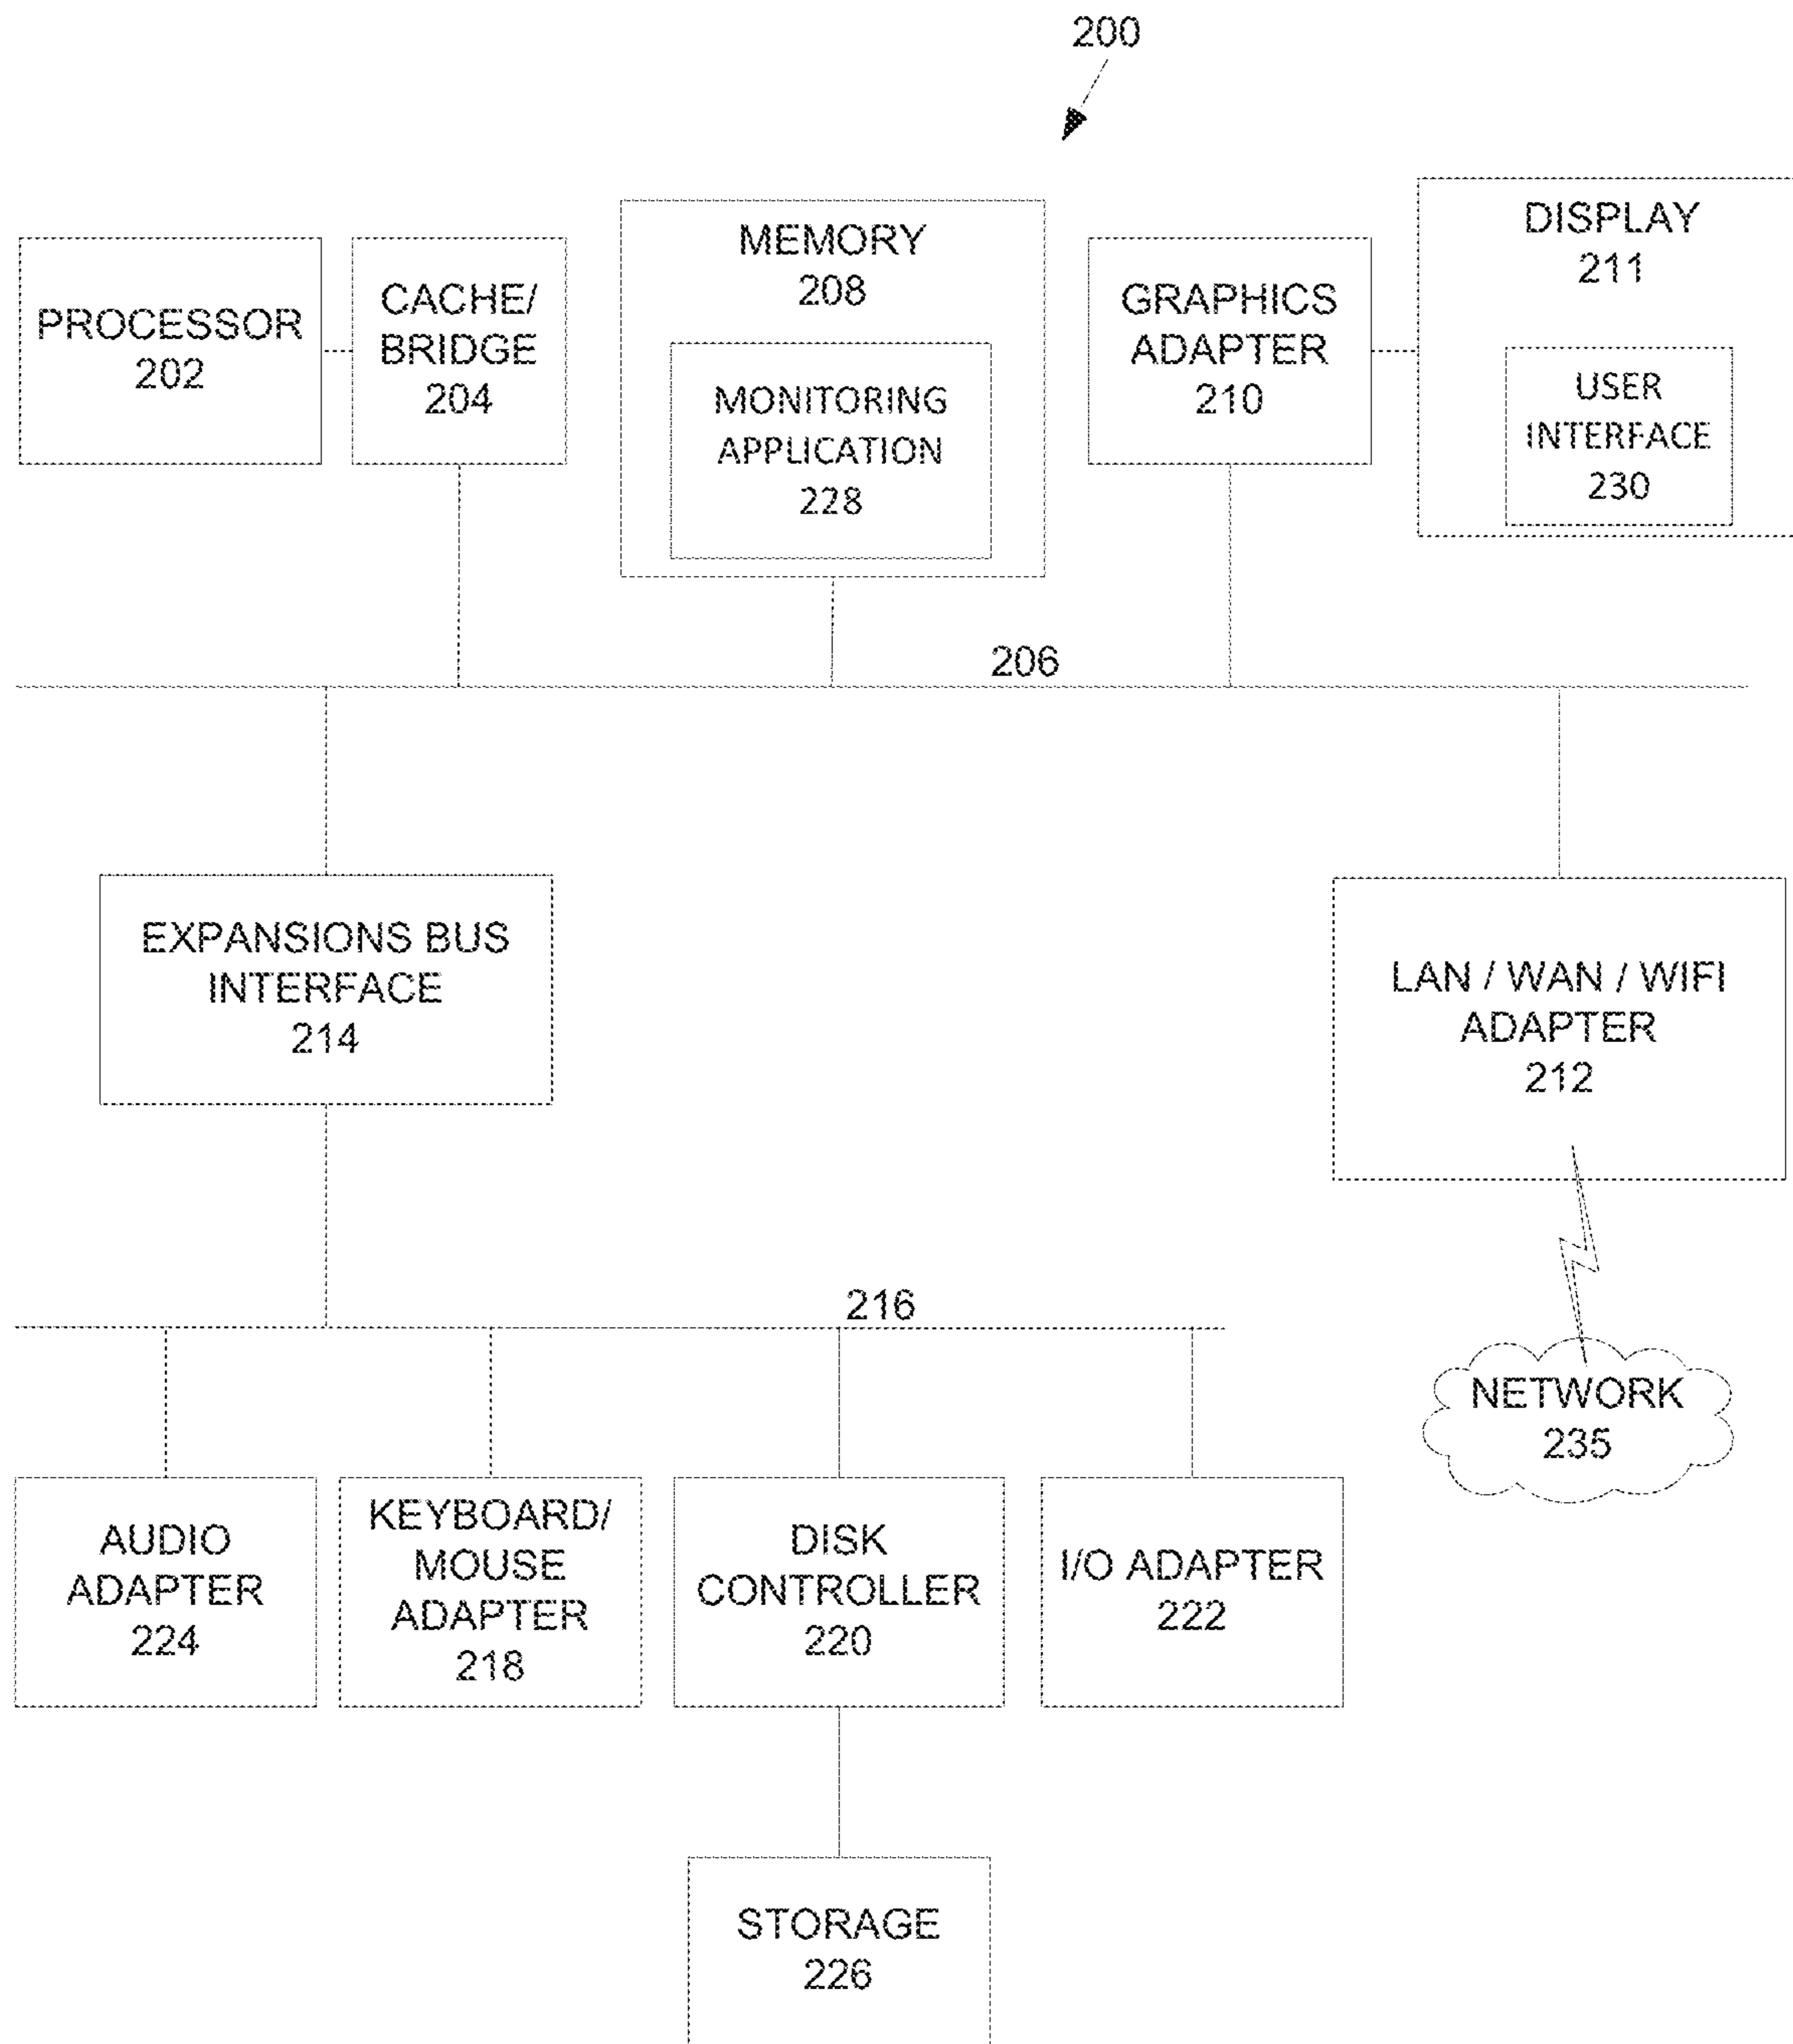 200
PROCESSOR
202
CACHE/
BRIDGE
204
MEMORY
208
MONITORING
APPLICATION
228
GRAPHICS
ADAPTER
210
DISPLAY
211
USER
INTERFACE
230
206
EXPANSIONS BUS
INTERFACE
214
LAN / WAN / WIFI
ADAPTER
212
216
NETWORK
235
AUDIO
ADAPTER
224
KEYBOARD/
MOUSE
ADAPTER
218
DISK
CONTROLLER
220
I/O ADAPTER
222
STORAGE
226